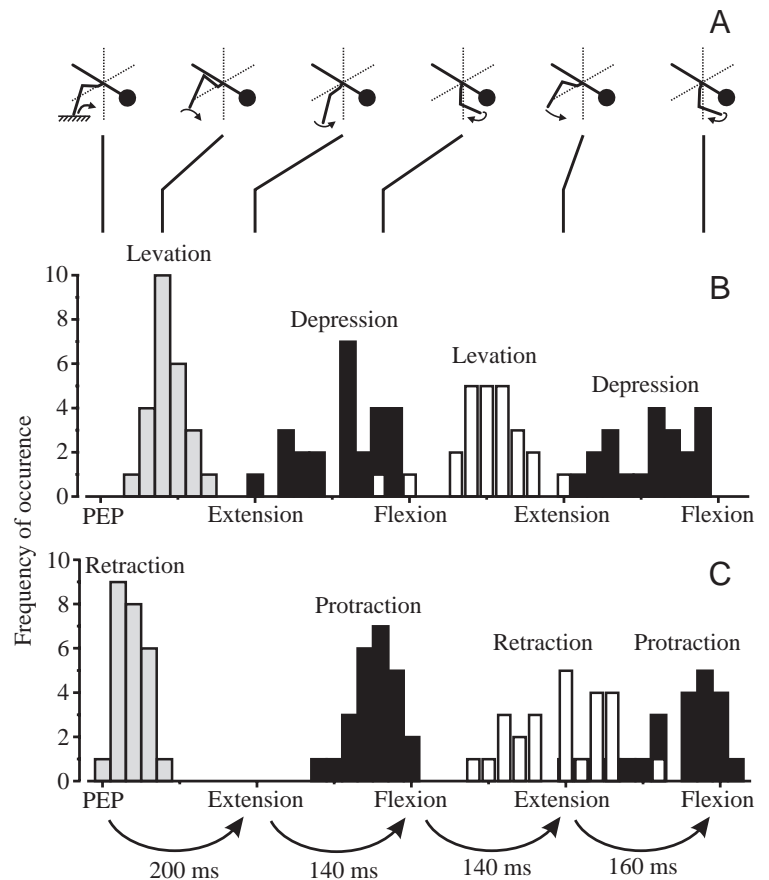 A
B
Levation
Depression
Levation
Depression
10
8
6
4
2
0
PEP
Extension
Flexion
Extension
Flexion
Frequency of occurence
C
Retraction
Protraction
Retraction
Protraction
10
8
6
4
2
0
PEP
Extension
Flexion
Extension
Flexion
200 ms
140 ms
140 ms
160 ms